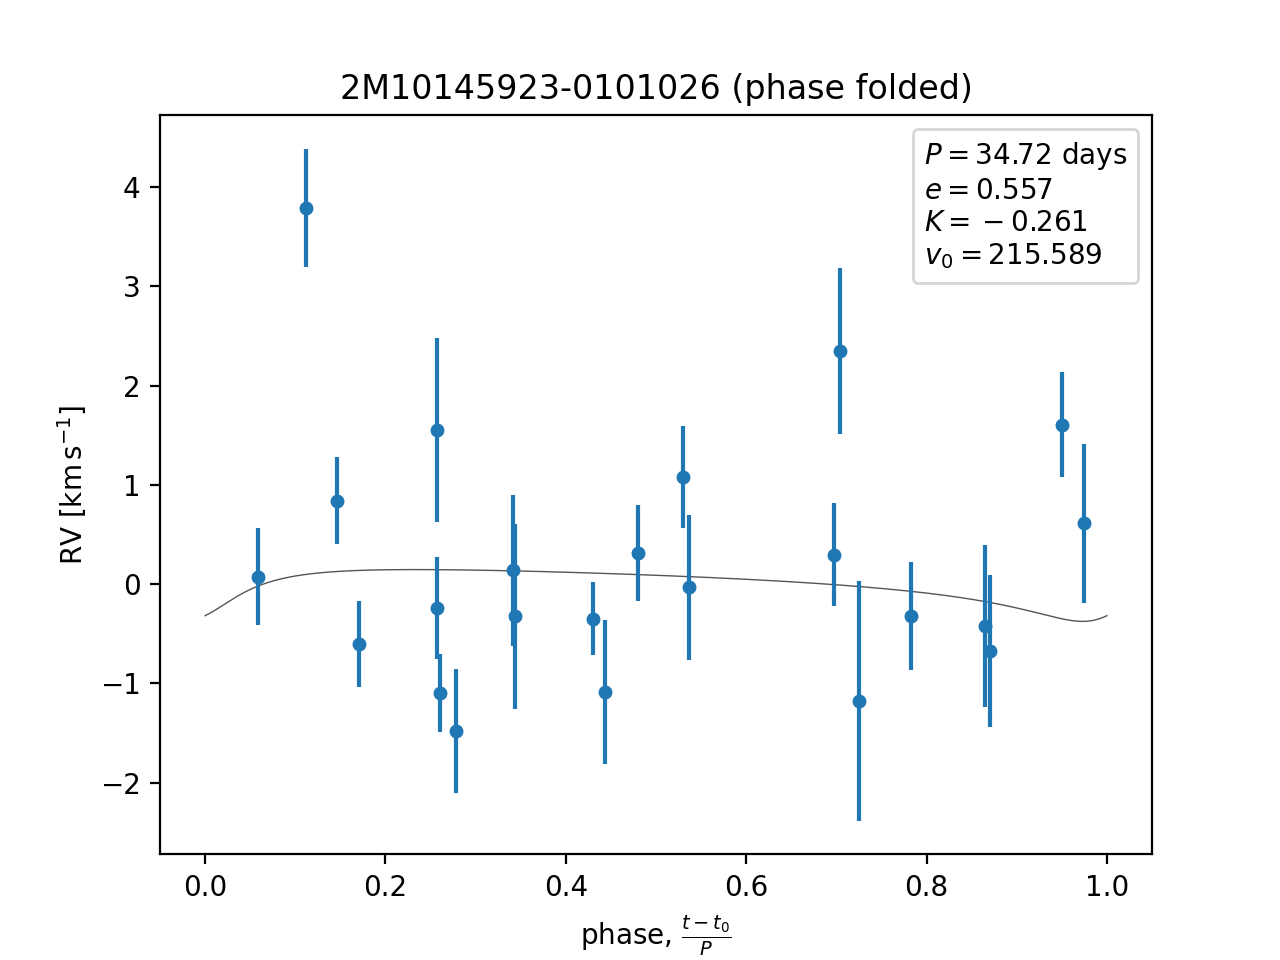 2M10145923-0101026 (phase folded)
P = 34.72 days
e = 0.557
K = −0.261
v₀ = 215.589
4
3
2
1
0
−1
−2
RV [km s⁻¹]
0.0 0.2 0.4 0.6 0.8 1.0
phase, (t − t₀)/P